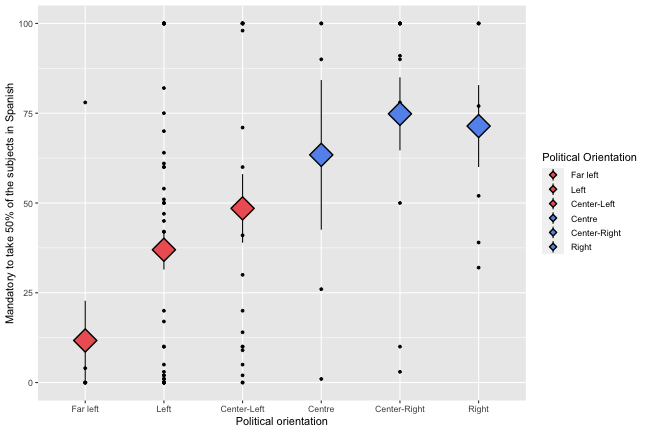 Mandatory to take 50% of the subjects in Spanish
100
75
50
25
0
Far left
Left
Center-Left
Centre
Center-Right
Right
Political orientation
Political Orientation
Far left
Left
Center-Left
Centre
Center-Right
Right